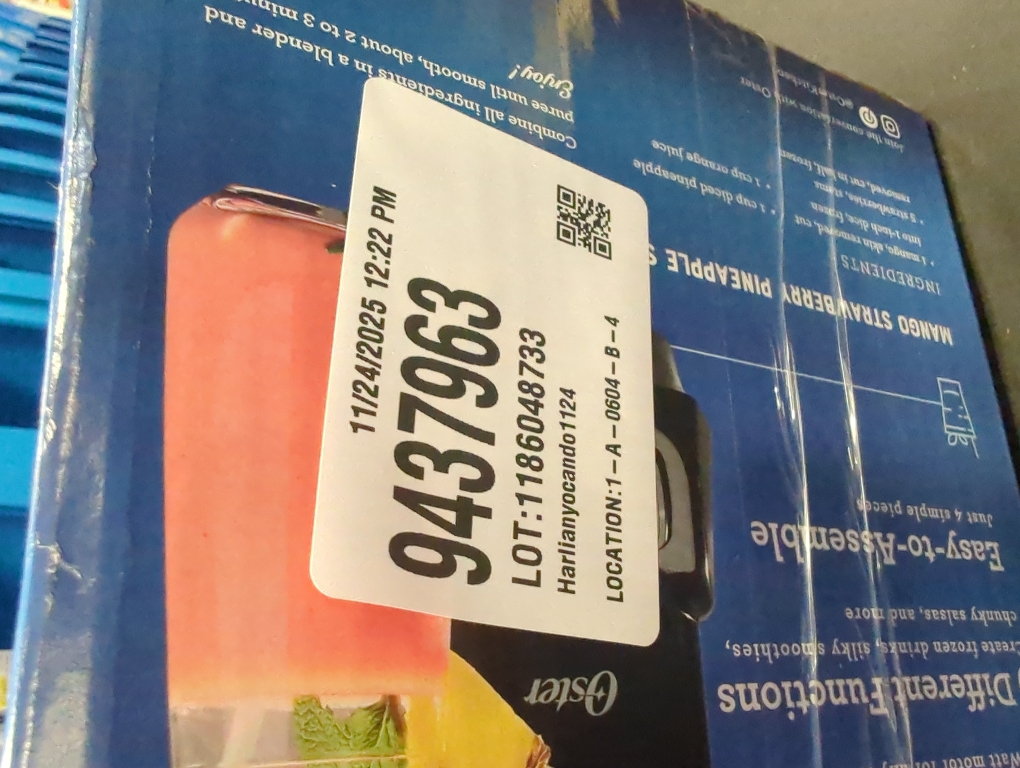 11/24/2025 12:22 PM
9437963
LOT:1186048733
Harlianyocando1124
LOCATION:1-A-0604-B-4
Different Functions
Create frozen drinks, silky smoothies,
chunky salsas, and more
Easy-to-Assemble
Just 4 simple pieces
MANGO STRAWBERRY PINEAPPLE S
INGREDIENTS
• 1 mango, skin removed, cut
into 1-inch dice, frozen
• 5 strawberries, stems
removed, cut in half, frozen
• 1 cup diced pineapple
• 1 cup orange juice
Combine all ingredients in a blender and
puree until smooth, about 2 to 3
Enjoy!
Join the conversation with Oster
Oster